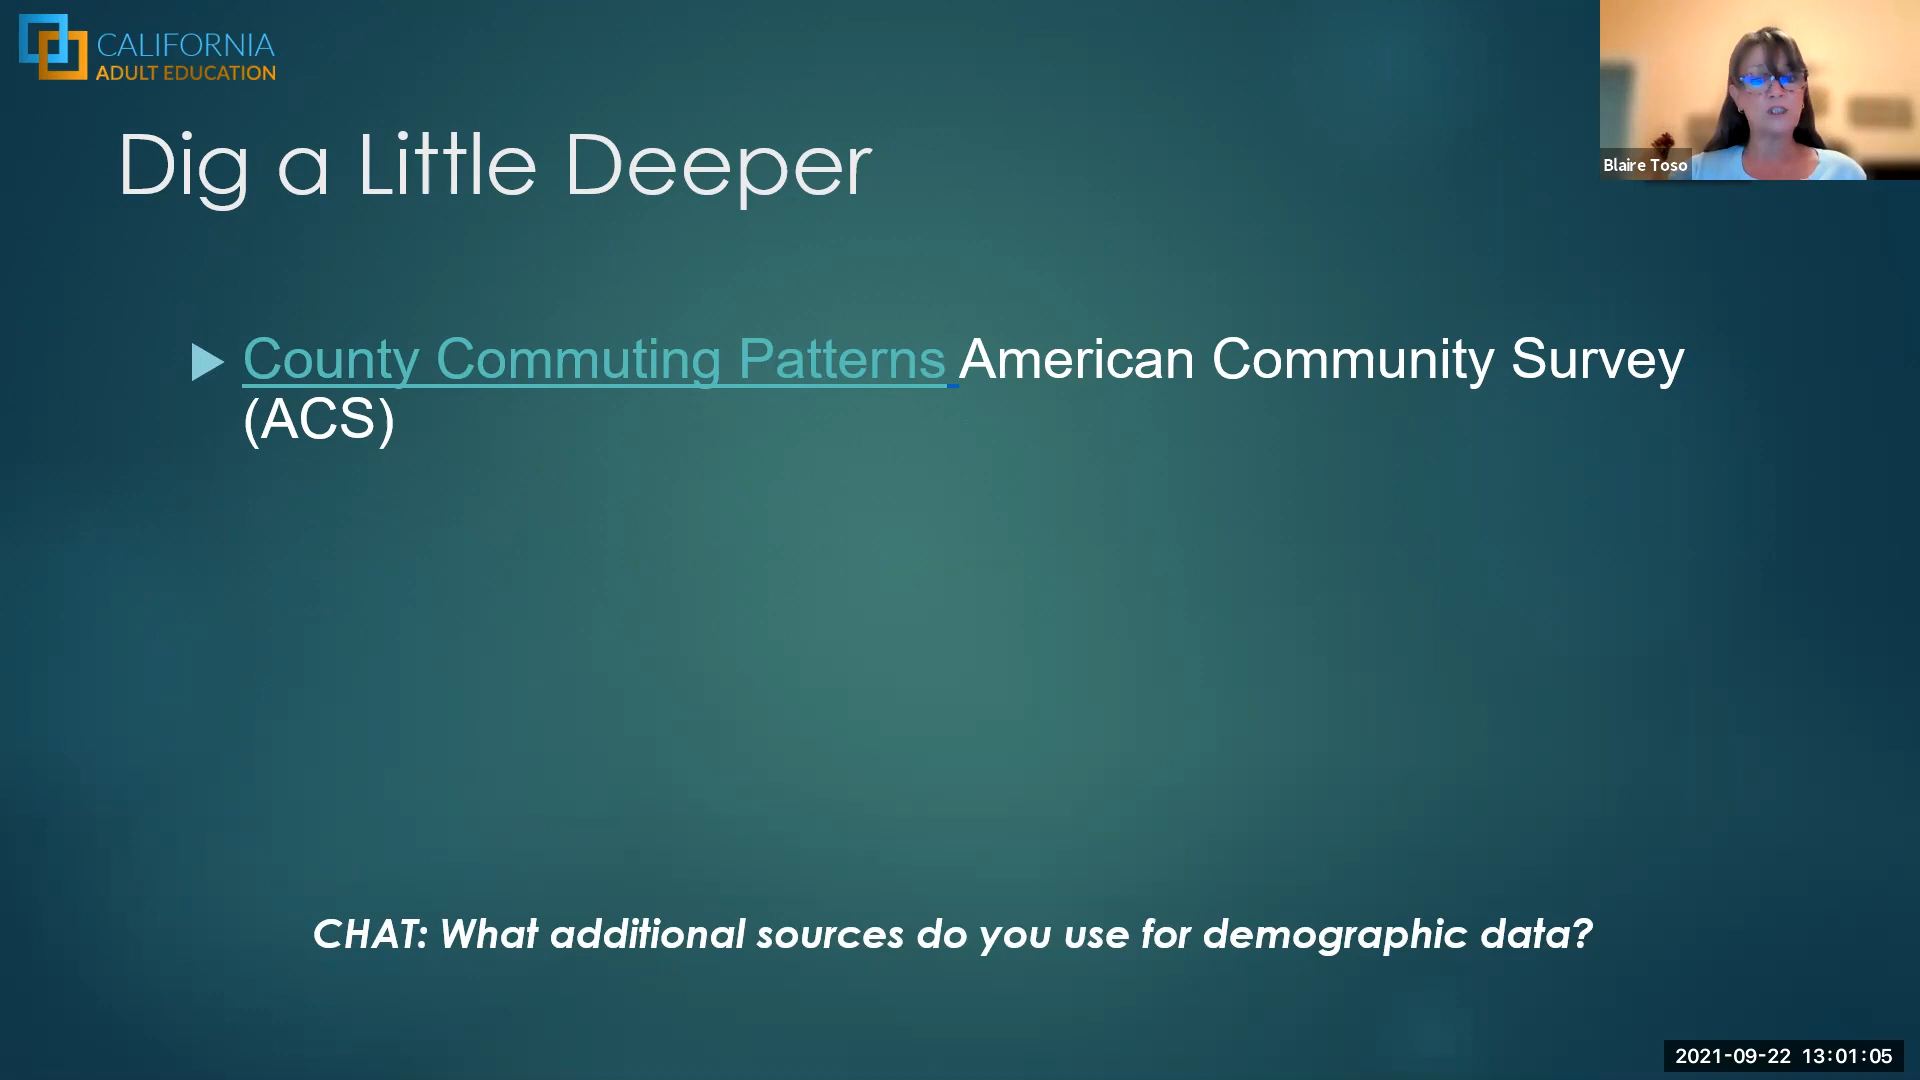 CALIFORNIA
ADULT EDUCATION
Dig a Little Deeper
Blaire Toso
County Commuting Patterns American Community Survey
(ACS)
CHAT: What additional sources do you use for demographic data?
2021-09-22 13:01:05